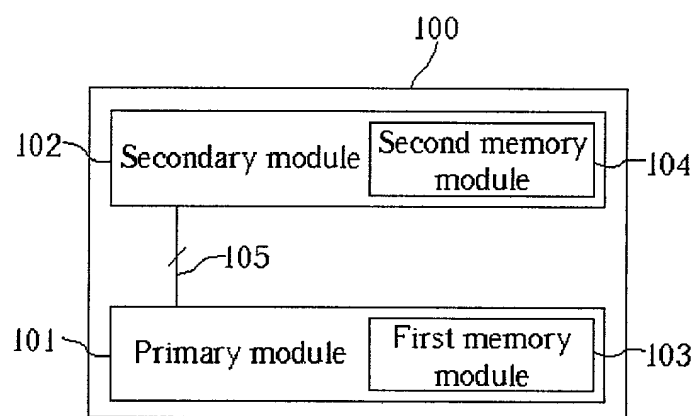 100
102
Secondary module
Second memory
module
104
105
101
Primary module
First memory
module
103